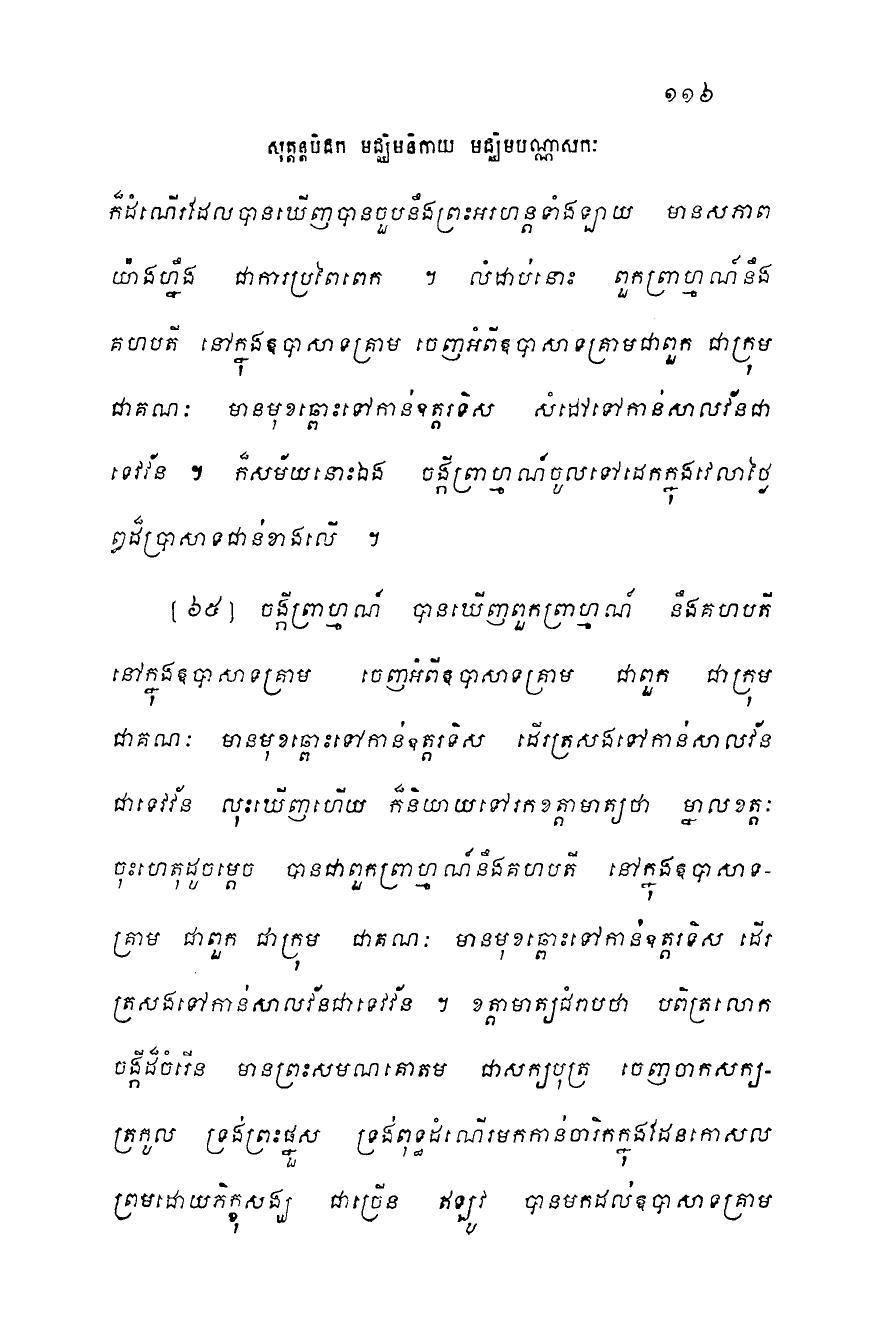 ១១៦
សុត្តន្តបិដក មជ្ឈិមនិកាយ មជ្ឈិមបណ្ណាសកៈ
ក៏ដំណើរដែលបានឃើញបានចួបនឹងព្រះអរហន្តទាំងឡាយ មានសភាព
យ៉ាងហ្នឹង ជាការប្រពៃពេក ។ លំដាប់នោះ ពួកព្រាហ្មណ៍នឹង
គហបតី នៅក្នុងឧបាសាទគ្រាម ចេញអំពីឧបាសាទគ្រាមជាពួក ជាក្រុម
ជាគណៈ មានមុខឆ្ពោះទៅកាន់ឧត្តរទិស សំដៅទៅកាន់សាលវ័នជា
ទេវវ័ន ។ ក៏សម័យនោះឯង ចង្កីព្រាហ្មណ៍ចូលទៅដេកក្នុងវេលាថ្ងៃ
ឰដ៏ប្រាសាទជាន់ខាងលើ ។
[៦៥] ចង្កីព្រាហ្មណ៍ បានឃើញពួកព្រាហ្មណ៍ នឹងគហបតី
នៅក្នុងឧបាសាទគ្រាម ចេញអំពីឧបាសាទគ្រាម ជាពួក ជាក្រុម
ជាគណៈ មានមុខឆ្ពោះទៅកាន់ឧត្តរទិស ដើរត្រសងទៅកាន់សាលវ័ន
ជាទេវវ័ន លុះឃើញហើយ ក៏និយាយទៅរកខត្តាមាត្យថា ម្នាលខត្តៈ
ចុះហេតុដូចម្តេច បានជាពួកព្រាហ្មណ៍នឹងគហបតី នៅក្នុងឧបាសាទ-
គ្រាម ជាពួក ជាក្រុម ជាគណៈ មានមុខឆ្ពោះទៅកាន់ឧត្តរទិស ដើរ
ត្រសងទៅកាន់សាលវ័នជាទេវវ័ន ។ ខត្តាមាត្យជំរាបថា បពិត្រលោក
ចង្កីដ៏ចំរើន មានព្រះសមណគោតម ជាសក្យបុត្រ ចេញចាកសក្យ-
ត្រកូល ទ្រង់ព្រះផ្នួស ទ្រង់ពុទ្ធដំណើរមកកាន់ចារិកក្នុងដែនកោសល
ព្រមដោយភិក្ខុសង្ឃ ជាច្រើន ឥឡូវ បានមកដល់ឧបាសាទគ្រាម